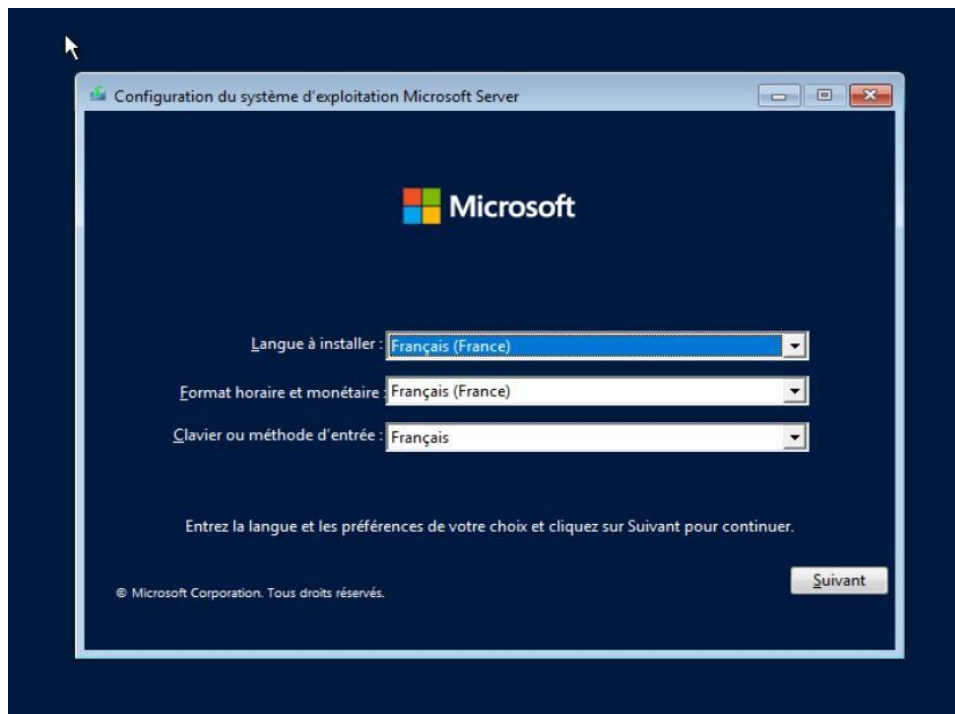 Configuration du système d'exploitation Microsoft Server
Microsoft
Langue à installer : Français (France)
Format horaire et monétaire : Français (France)
Clavier ou méthode d'entrée : Français
Entrez la langue et les préférences de votre choix et cliquez sur Suivant pour continuer.
Suivant
© Microsoft Corporation. Tous droits réservés.